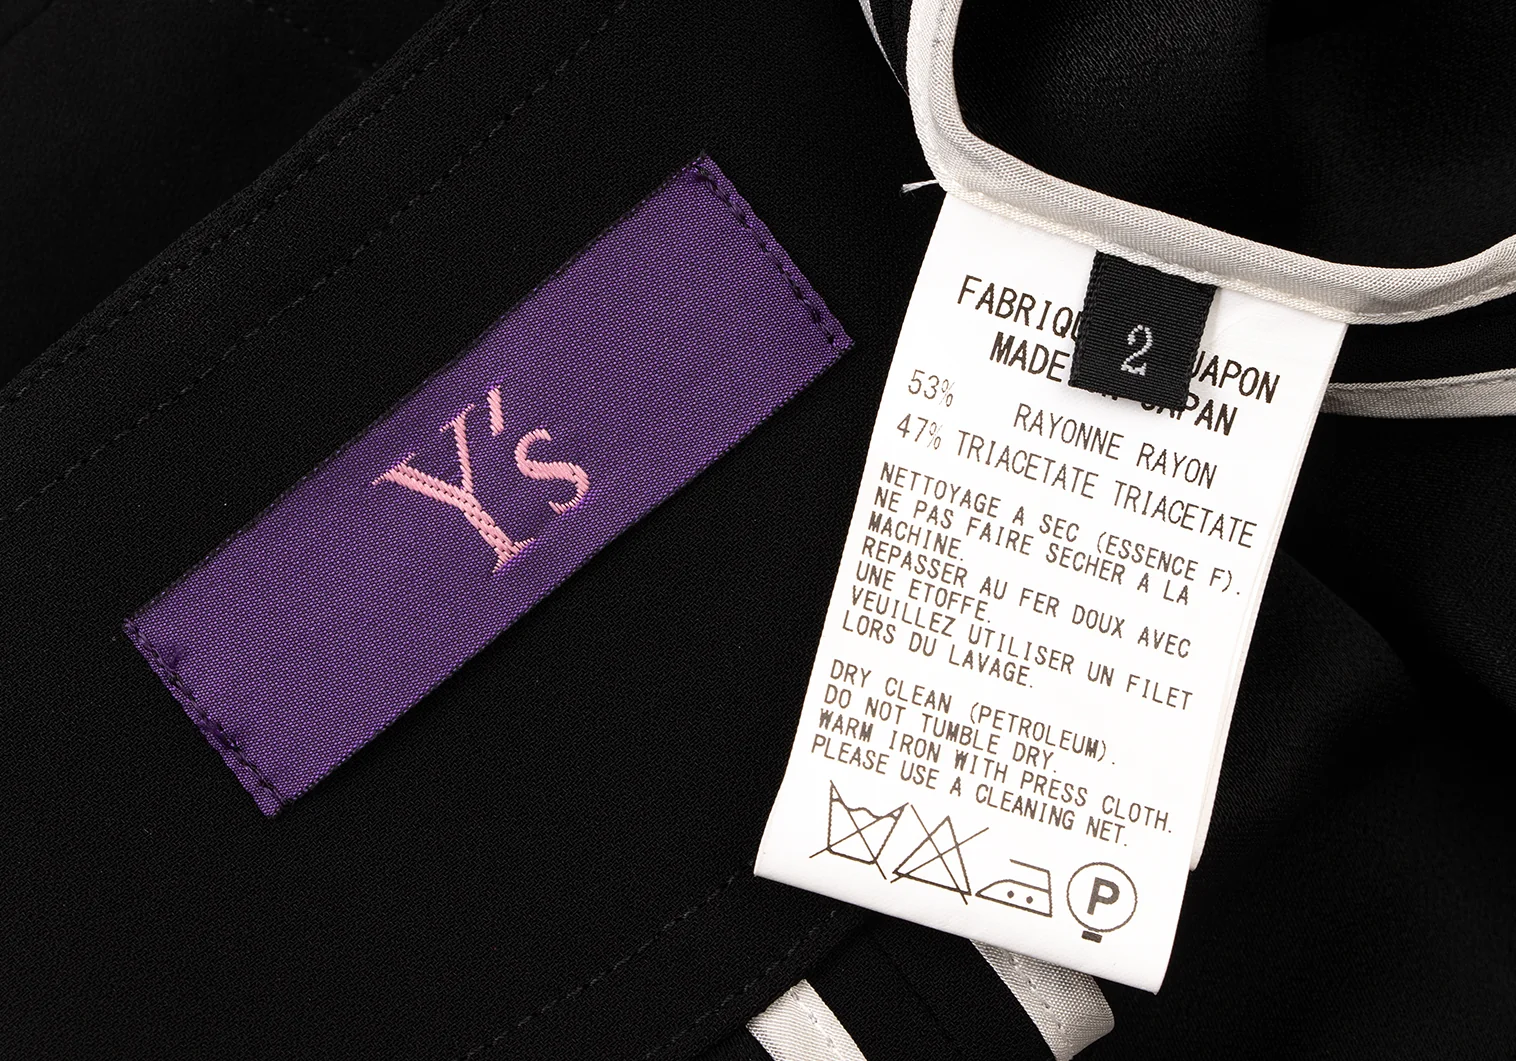 Y's
2
FABRIQU JAPON
MADE IN JAPAN
53% RAYONNE RAYON
47% TRIACETATE TRIACETATE
NETTOYAGE A SEC (ESSENCE F).
NE PAS FAIRE SECHER A LA
MACHINE.
REPASSER AU FER DOUX AVEC
UNE ETOFFE.
VEUILLEZ UTILISER UN FILET
LORS DU LAVAGE.
DRY CLEAN (PETROLEUM).
DO NOT TUMBLE DRY.
WARM IRON WITH PRESS CLOTH.
PLEASE USE A CLEANING NET.
P